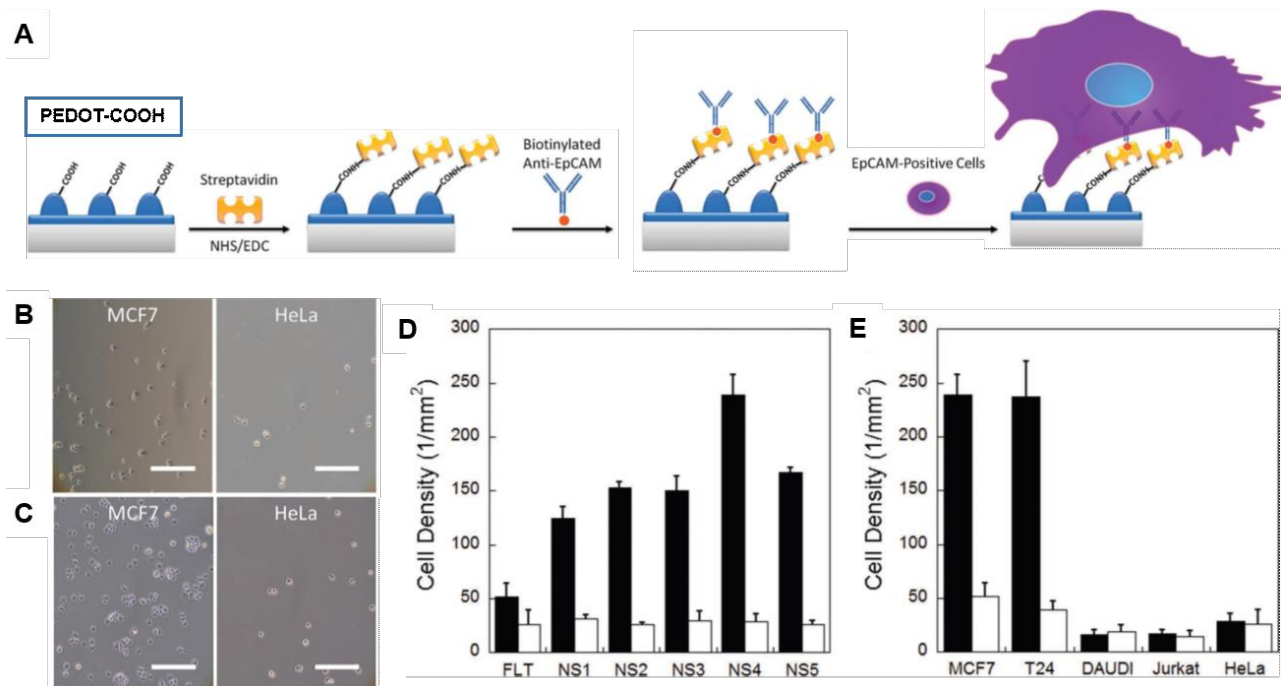 A
PEDOT-COOH
COOH
COOH
COOH
Streptavidin
NHS/EDC
CONH
CONH
CONH
Biotinylated
Anti-EpCAM
CONH
CONH
CONH
EpCAM-Positive Cells
CONH
CONH
B
MCF7
HeLa
C
MCF7
HeLa
D
Cell Density (1/mm²)
300
250
200
150
100
50
0
FLT NS1 NS2 NS3 NS4 NS5
E
Cell Density (1/mm²)
300
250
200
150
100
50
0
MCF7 T24 DAUDI Jurkat HeLa